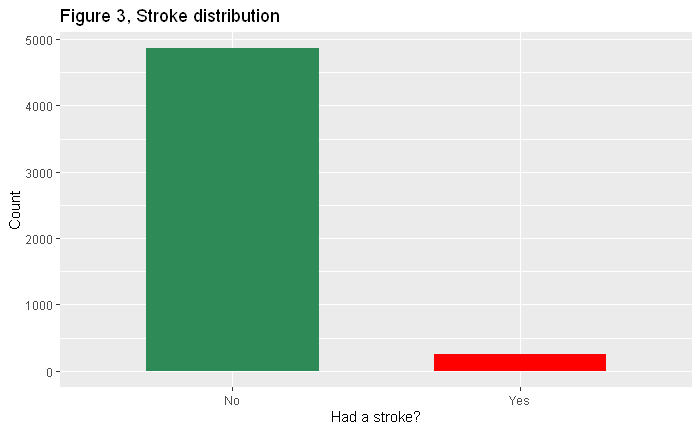 Figure 3, Stroke distribution
5000
4000
3000
2000
1000
0
Count
No
Yes
Had a stroke?